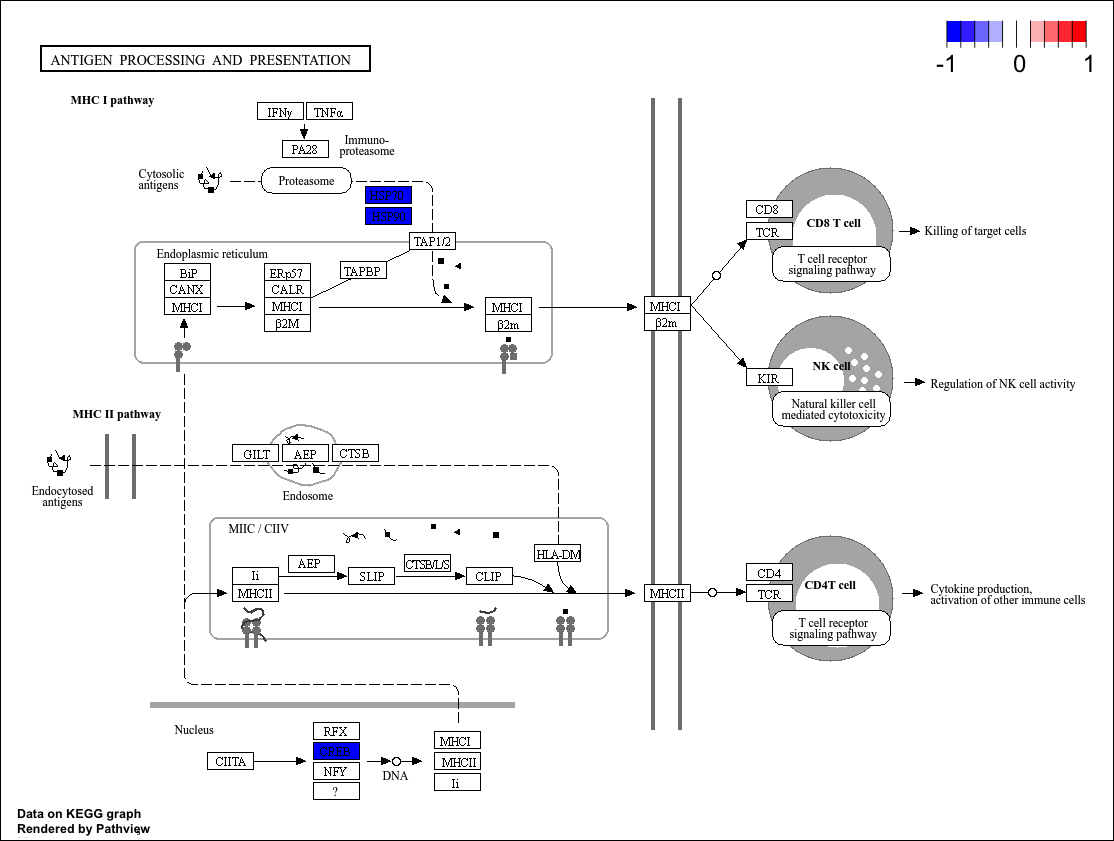 -1 0 1
ANTIGEN PROCESSING AND PRESENTATION
MHC I pathway
IFNγ TNFα
PA28
Immuno-
proteasome
Cytosolic
antigens
Proteasome
HSP70
HSP90
TAP1/2
Endoplasmic reticulum
BiP
CANX
MHCI
ERp57
CALR
MHCI
β2M
TAPBP
MHCI
β2m
MHCI
β2m
CD8
TCR
CD8 T cell
T cell receptor
signaling pathway
Killing of target cells
KIR
NK cell
Natural killer cell
mediated cytotoxicity
Regulation of NK cell activity
MHC II pathway
Endocytosed
antigens
GILT AEP CTSB
Endosome
MIIC / CIIV
HLA-DM
AEP
CTSB/L/S
Ii
SLIP
CLIP
MHCII
MHCII
CD4
TCR
CD4T cell
T cell receptor
signaling pathway
Cytokine production,
activation of other immune cells
Nucleus
CIITA
RFX
NFY
?
DNA
MHCI
MHCII
Ii
Data on KEGG graph
Rendered by Pathview